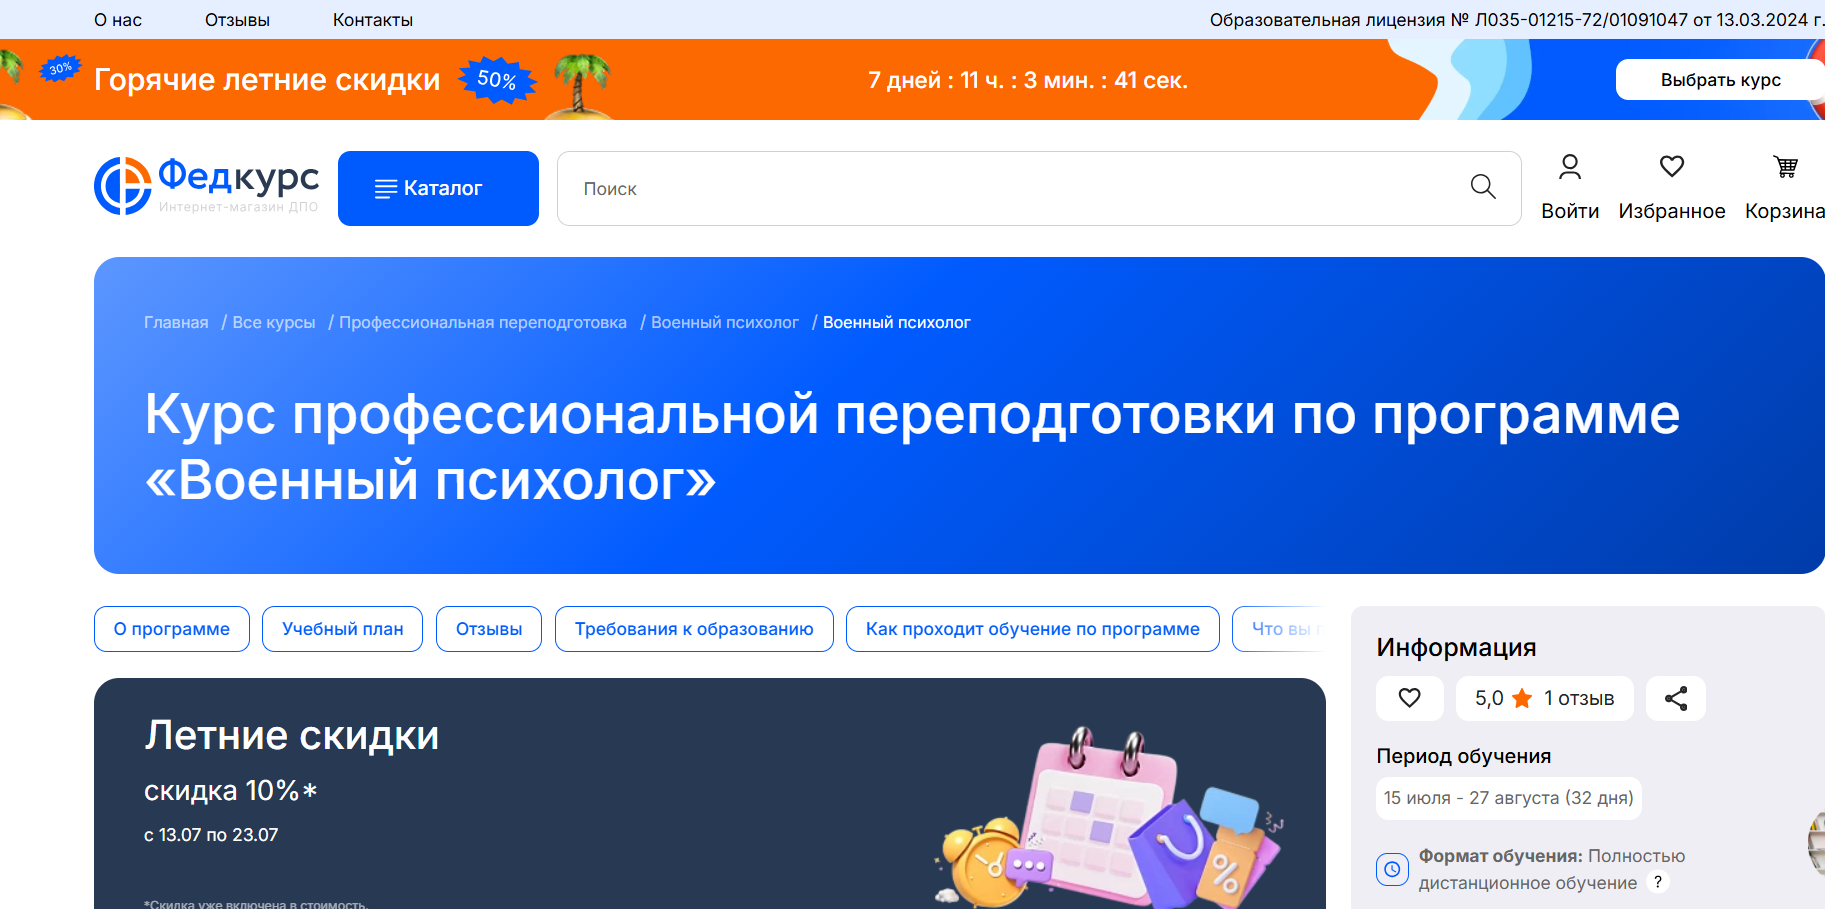 О нас
Отзывы
Контакты
Образовательная лицензия № Л035-01215-72/01091047 от 13.03.2024 г.
30%
Горячие летние скидки
50%
7 дней : 11 ч. : 3 мин. : 41 сек.
Выбрать курс
Федкурс
Интернет-магазин ДПО
Каталог
Поиск
Войти
Избранное
Корзина
Главная / Все курсы / Профессиональная переподготовка / Военный психолог / Военный психолог
Курс профессиональной переподготовки по программе
«Военный психолог»
О программе
Учебный план
Отзывы
Требования к образованию
Как проходит обучение по программе
Что вы
Информация
5,0
1 отзыв
Период обучения
15 июля - 27 августа (32 дня)
Формат обучения: Полностью
дистанционное обучение ?
Летние скидки
скидка 10%*
с 13.07 по 23.07
%
*Скидка уже включена в стоимость.